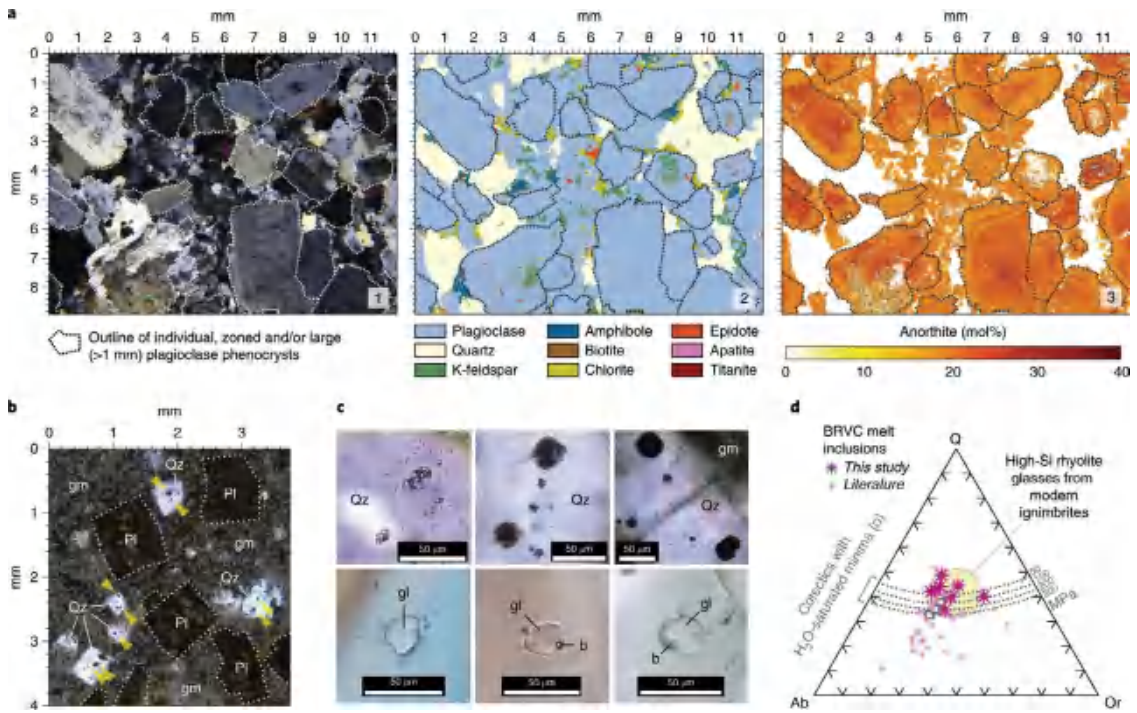 a
mm
mm
mm
0 1 2 3 4 5 6 7 8 9 10 11
0 1 2 3 4 5 6 7 8 9 10 11
0 1 2 3 4 5 6 7 8 9 10 11
0
1
2
3
4
5
6
7
8
mm
1
2
3
Outline of individual, zoned and/or large
(>1 mm) plagioclase phenocrysts
Plagioclase
Amphibole
Epidote
Quartz
Biotite
Apatite
K-feldspar
Chlorite
Titanite
Anorthite (mol%)
0 10 20 30 40
b
mm
0 1 2 3
0
1
2
3
4
mm
gm
Qz
Pl
Pl
gm
Qz
Qz
Pl
Pl
gm
c
Qz
50 µm
Qz
50 µm
gm
Qz
50 µm
gl
50 µm
gl
b
50 µm
gl
b
50 µm
d
BRVC melt
inclusions
This study
Literature
Q
High-Si rhyolite
glasses from
modern
ignimbrites
Cotectics with
H₂O-saturated minima
MPa
Ab
Or